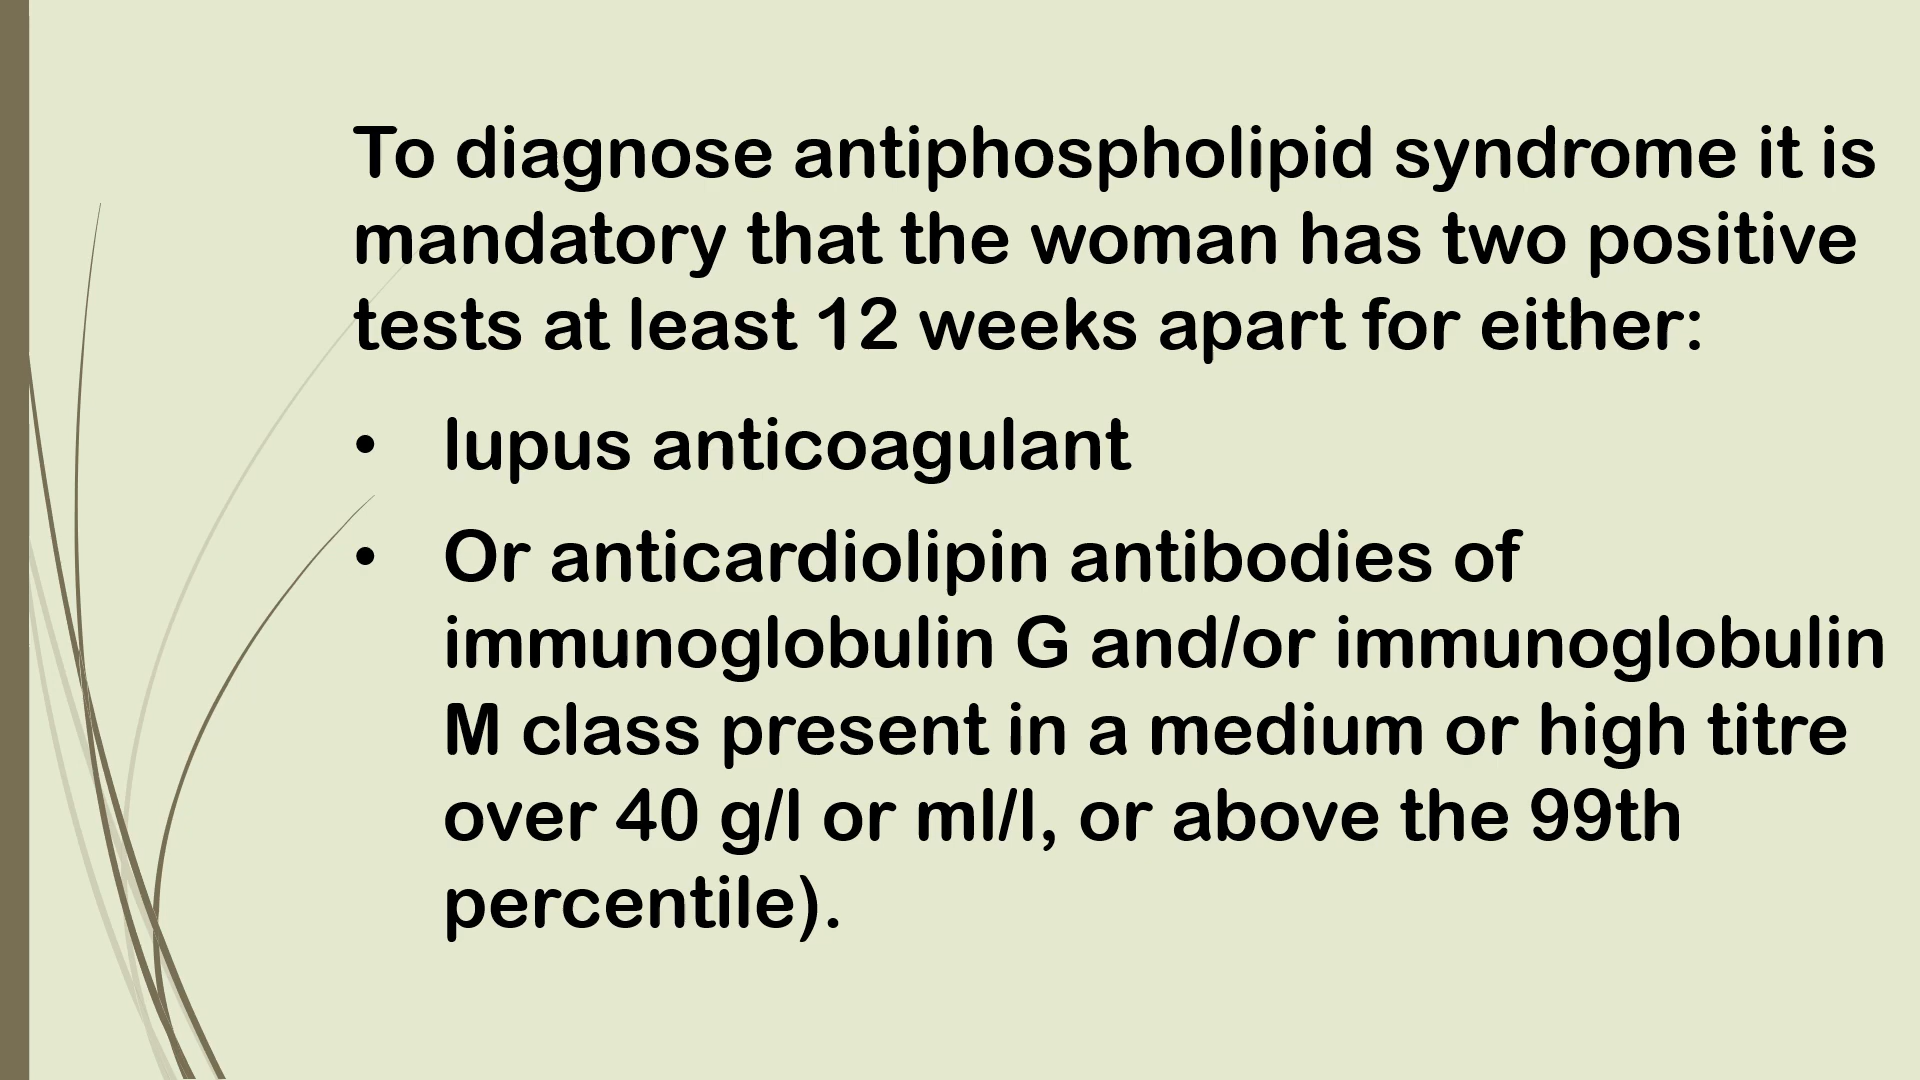 To diagnose antiphospholipid syndrome it is
mandatory that the woman has two positive
tests at least 12 weeks apart for either:
• lupus anticoagulant
• Or anticardiolipin antibodies of
immunoglobulin G and/or immunoglobulin
M class present in a medium or high titre
over 40 g/l or ml/l, or above the 99th
percentile).